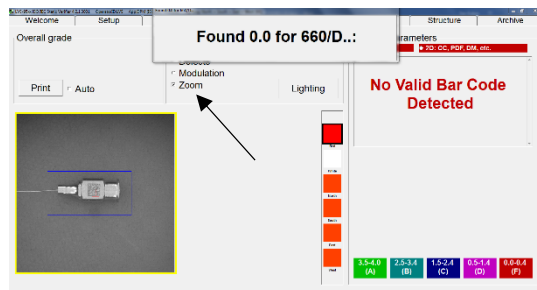 Welcome
Setup
Structure
Archive
Overall grade
Found 0.0 for 660/D..:
2D: CC, PDF, DM, etc.
Modulation
Zoom
Print
Auto
Lighting
No Valid Bar Code
Detected
3.5-4.0
(A)
2.5-3.4
(B)
1.5-2.4
(C)
0.5-1.4
(D)
0.0-0.4
(F)